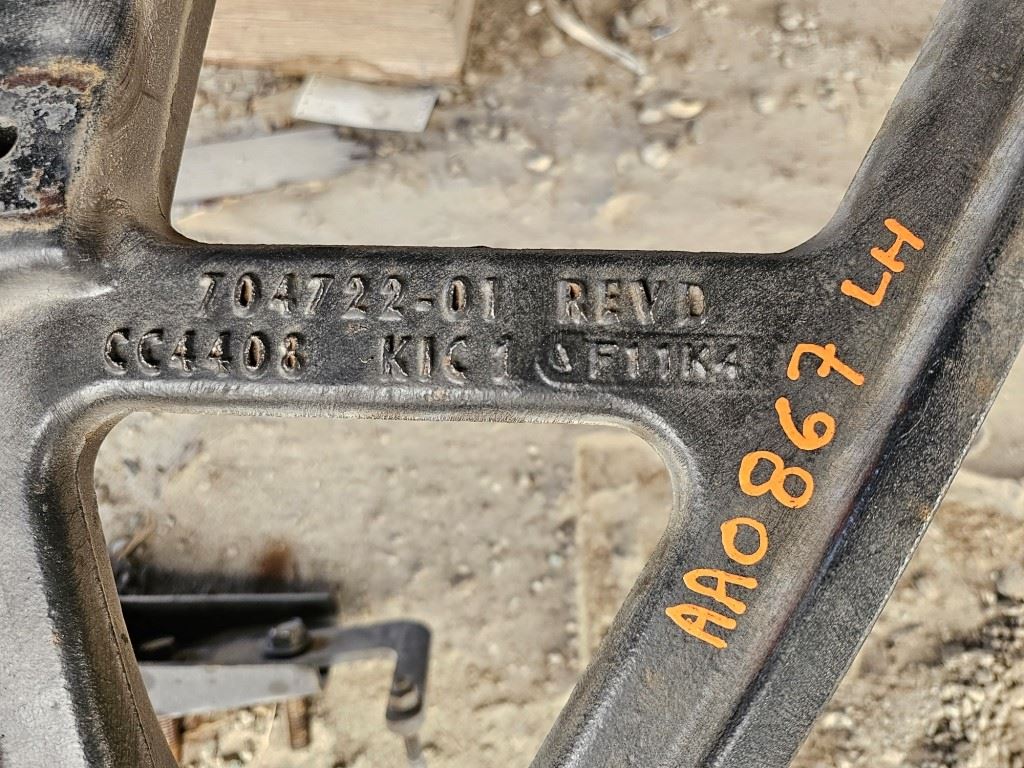 704722-01 REV D
CC4408 KIC 1 F11K4
AA0867 LH